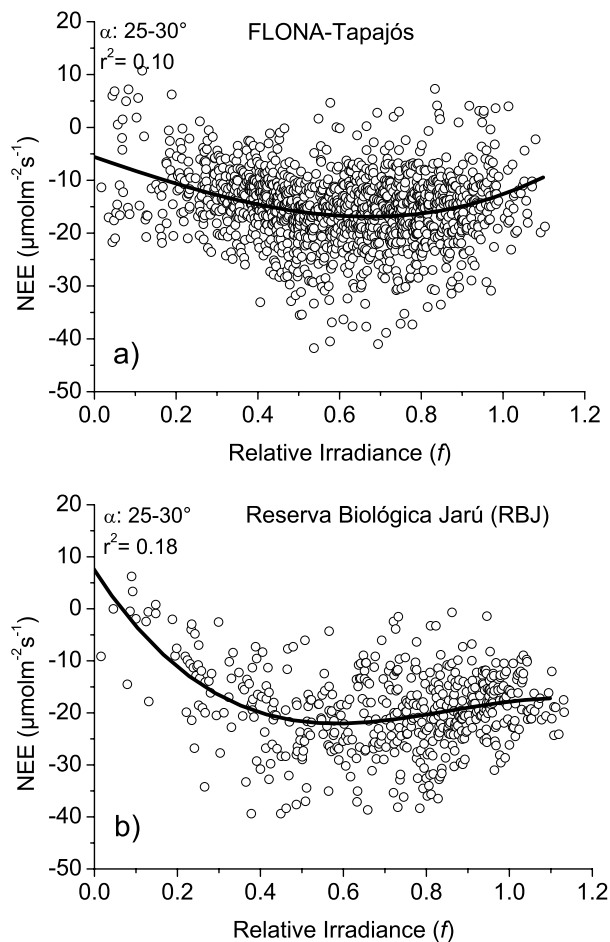 α: 25-30° FLONA-Tapajós
r²= 0.10
20
10
0
-10
-20
-30
-40
-50
NEE (μmolm⁻²s⁻¹)
a)
0.0 0.2 0.4 0.6 0.8 1.0 1.2
Relative Irradiance (f)
α: 25-30° Reserva Biológica Jarú (RBJ)
r²= 0.18
20
10
0
-10
-20
-30
-40
-50
NEE (μmolm⁻²s⁻¹)
b)
0.0 0.2 0.4 0.6 0.8 1.0 1.2
Relative Irradiance (f)